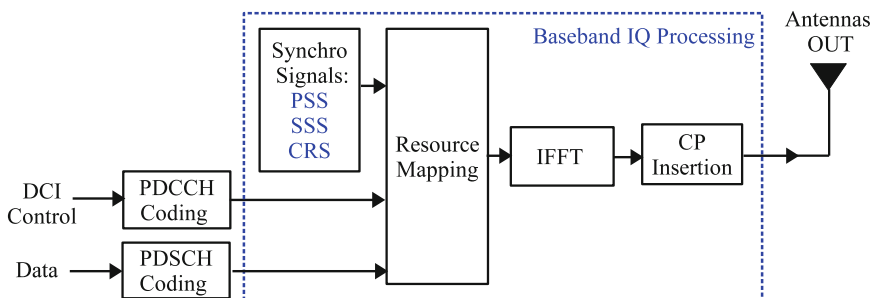 Antennas
OUT
Baseband IQ Processing
Synchro
Signals:
PSS
SSS
CRS
Resource
Mapping
IFFT
CP
Insertion
DCI
Control
PDCCH
Coding
Data
PDSCH
Coding